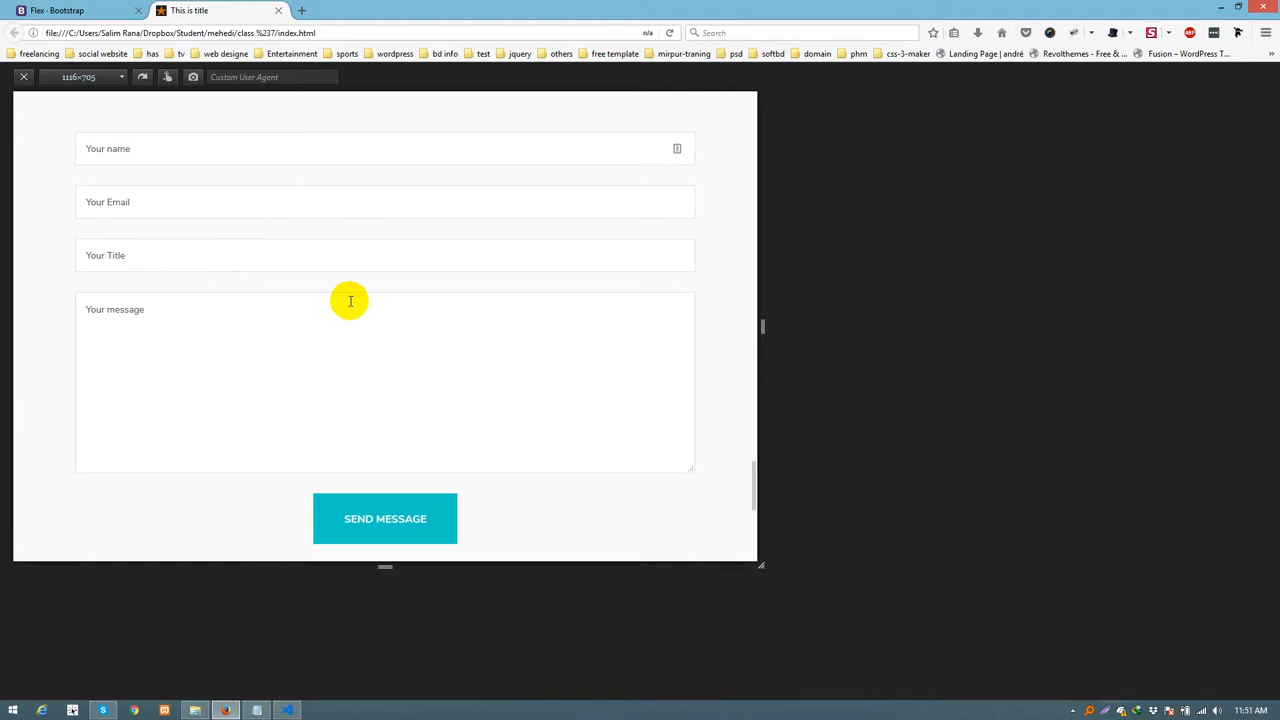 Flex - Bootstrap
This is title
file:///C:/Users/Salim Rana/Dropbox/Student/mehedi/class %237/index.html
n/a
Search
freelancing
social website
has
tv
web designe
Entertainment
sports
wordpress
bd info
test
jquery
others
free template
mirpur-traning
psd
softbd
domain
phm
css-3-maker
Landing Page | andré
Revolthemes - Free & ...
Fusion – WordPress T...
1116×705
Custom User Agent
Your name
Your Email
Your Title
Your message
SEND MESSAGE
11:51 AM